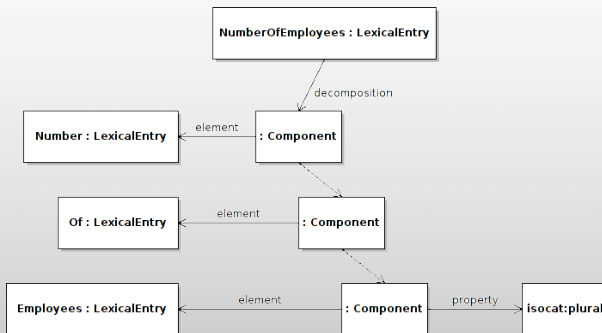 NumberOfEmployees : LexicalEntry
decomposition
Number : LexicalEntry
element
: Component
Of : LexicalEntry
element
: Component
Employees : LexicalEntry
element
: Component
property
isocat:plural